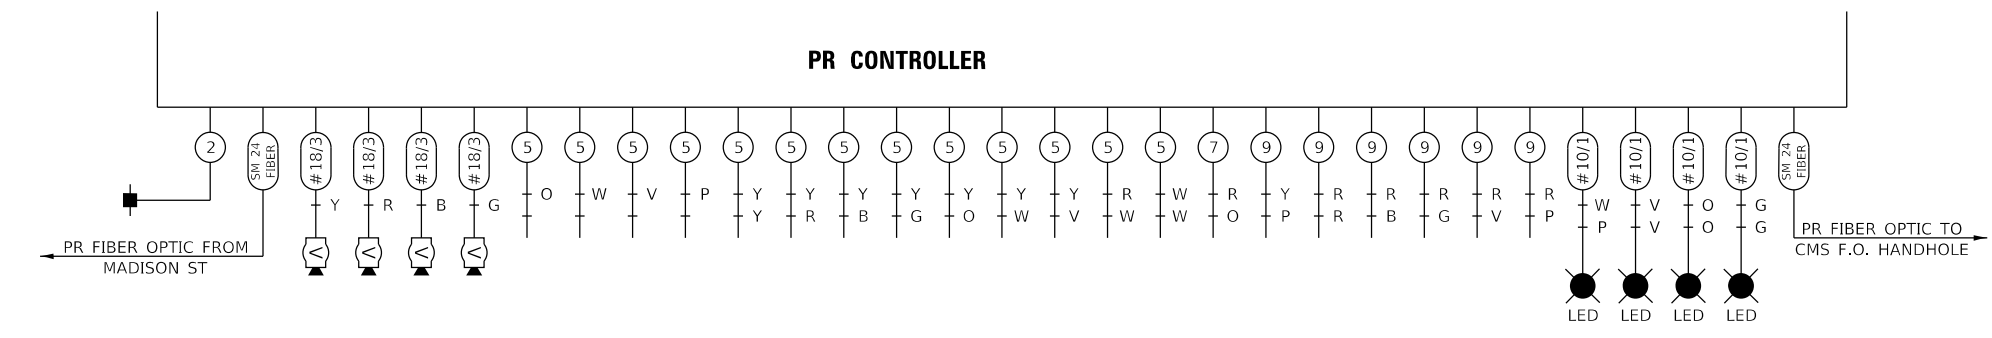 PR CONTROLLER
2 SM 24 FIBER #18/3 #18/3 #18/3 #18/3 5 5 5 5 5 5 5 5 5 5 5 5 5 7 9 9 9 9 9 9 #10/1 #10/1 #10/1 #10/1 SM 24 FIBER
O W V P Y Y Y Y Y Y Y R W R Y R R R R R
Y R B G W V O G
Y R B G O W V W W O P R B G V P
P V O G
PR FIBER OPTIC FROM
MADISON ST
V V V V
PR FIBER OPTIC TO
CMS F.O. HANDHOLE
LED LED LED LED